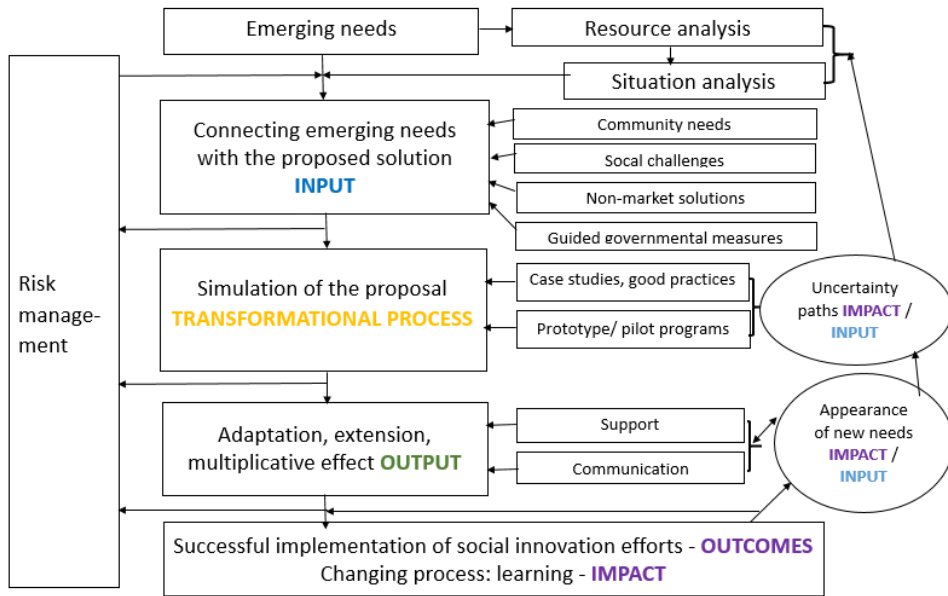 Emerging needs
Resource analysis
Situation analysis
Connecting emerging needs
with the proposed solution
INPUT
Community needs
Socal challenges
Non-market solutions
Guided governmental measures
Risk
manage-
ment
Simulation of the proposal
TRANSFORMATIONAL PROCESS
Case studies, good practices
Prototype/ pilot programs
Uncertainty
paths IMPACT /
INPUT
Adaptation, extension,
multiplicative effect OUTPUT
Support
Communication
Appearance
of new needs
IMPACT /
INPUT
Successful implementation of social innovation efforts - OUTCOMES
Changing process: learning - IMPACT